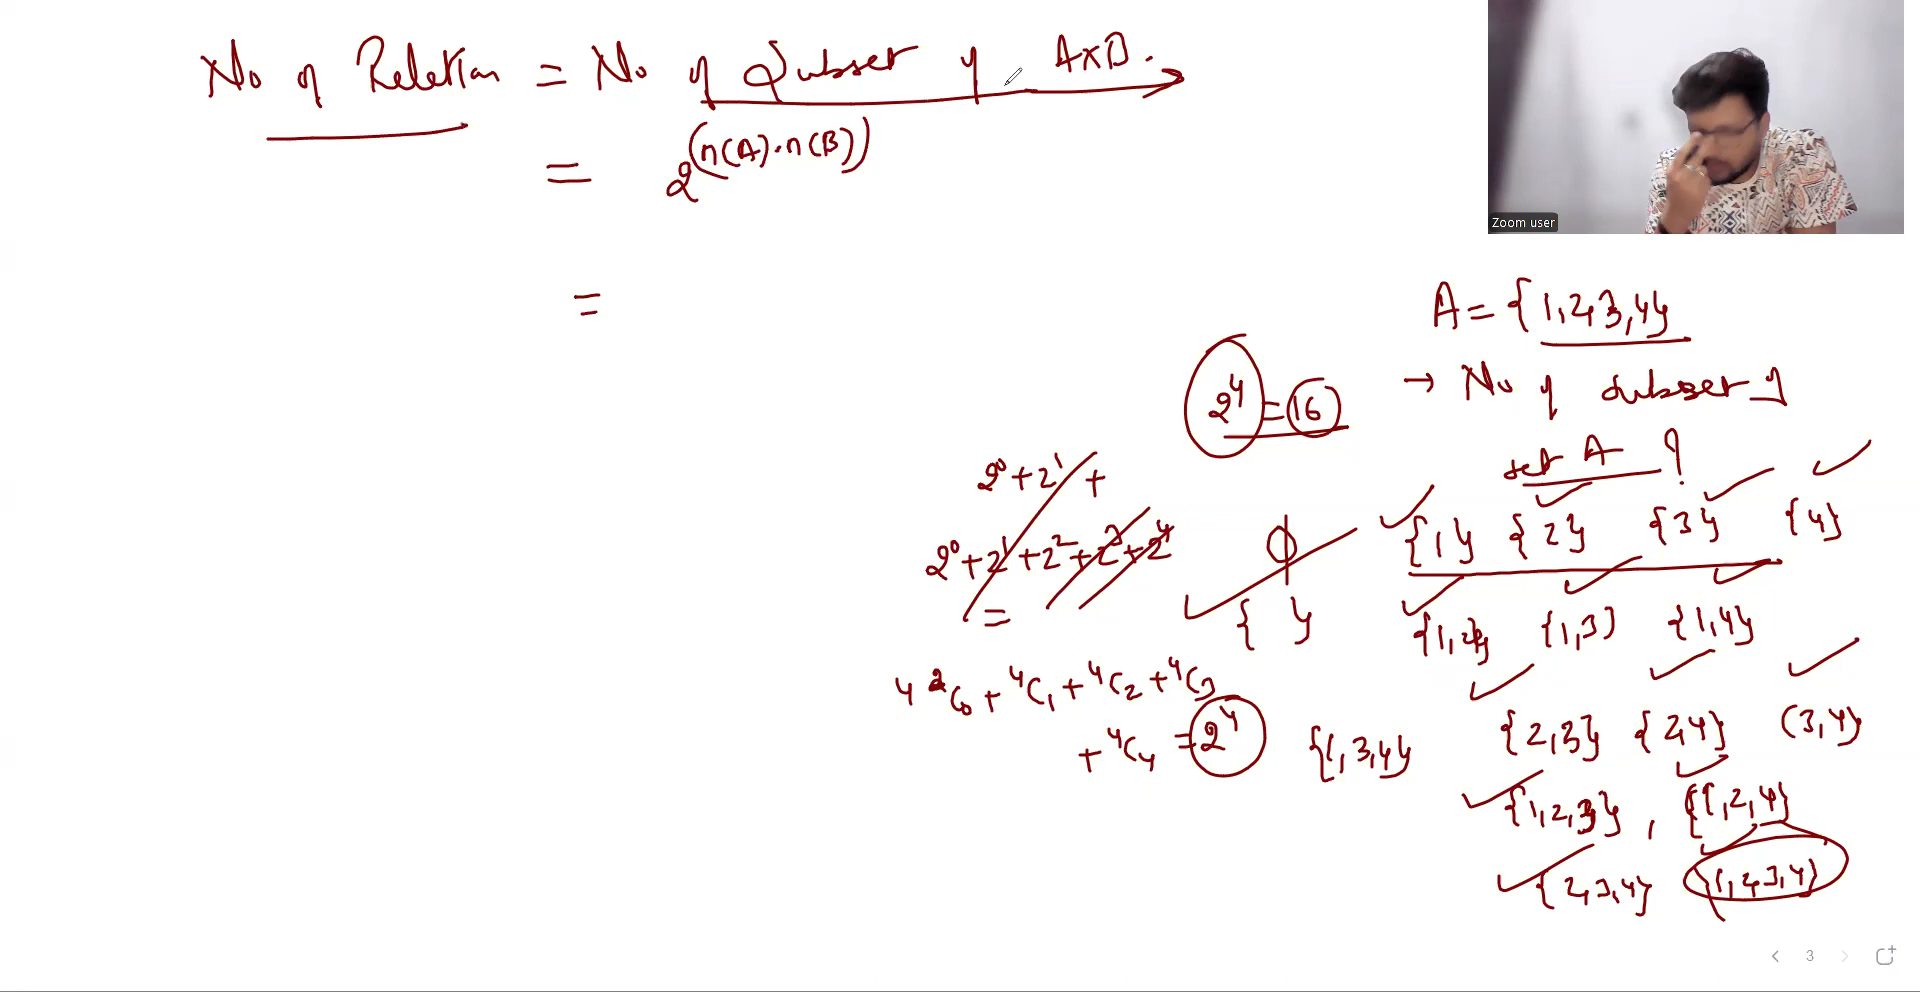 No of Relation = No of Subset of A×B.
= 2^(n(A)·n(B))
=
Zoom user
A = {1,2,3,4}
→ No of subset of
set A ?
2^4 = 16
{1} {2} {3} {4}
{1,2} {1,3} {1,4}
{2,3} {2,4} (3,4}
{1,3,4}
{1,2,3} , {1,2,4}
{2,3,4} {1,2,3,4}
ϕ
{ }
2^0 + 2^1 +
2^0 + 2^1 + 2^2 + 2^3 + 2^4
=
4C0 + 4C1 + 4C2 + 4C3
+ 4C4 = 2^4
3